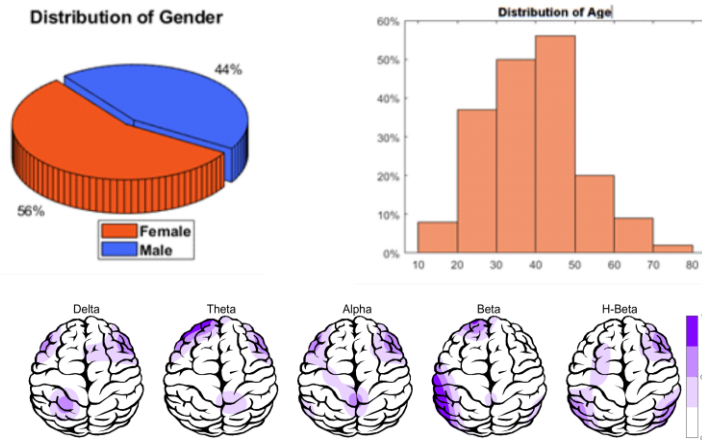 Distribution of Gender
44%
56%
Female
Male
Distribution of Age
60%
50%
40%
30%
20%
10%
0%
10 20 30 40 50 60 70 80
Delta Theta Alpha Beta H-Beta